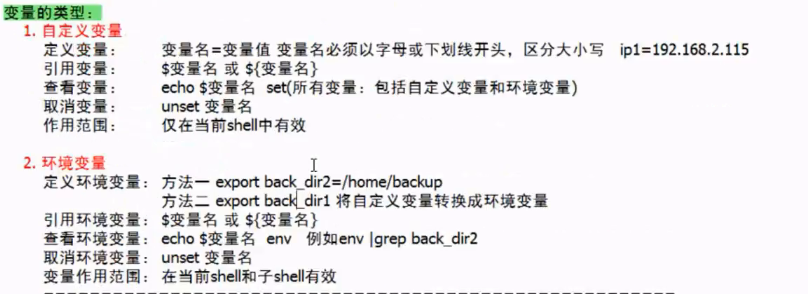 变量的类型：
1. 自定义变量
定义变量： 变量名=变量值 变量名必须以字母或下划线开头，区分大小写 ip1=192.168.2.115
引用变量： $变量名 或 ${变量名}
查看变量： echo $变量名 set(所有变量：包括自定义变量和环境变量)
取消变量： unset 变量名
作用范围： 仅在当前shell中有效
2. 环境变量
定义环境变量： 方法一 export back_dir2=/home/backup
方法二 export back_dir1 将自定义变量转换成环境变量
引用环境变量： $变量名 或 ${变量名}
查看环境变量： echo $变量名 env 例如env |grep back_dir2
取消环境变量： unset 变量名
变量作用范围： 在当前shell和子shell有效